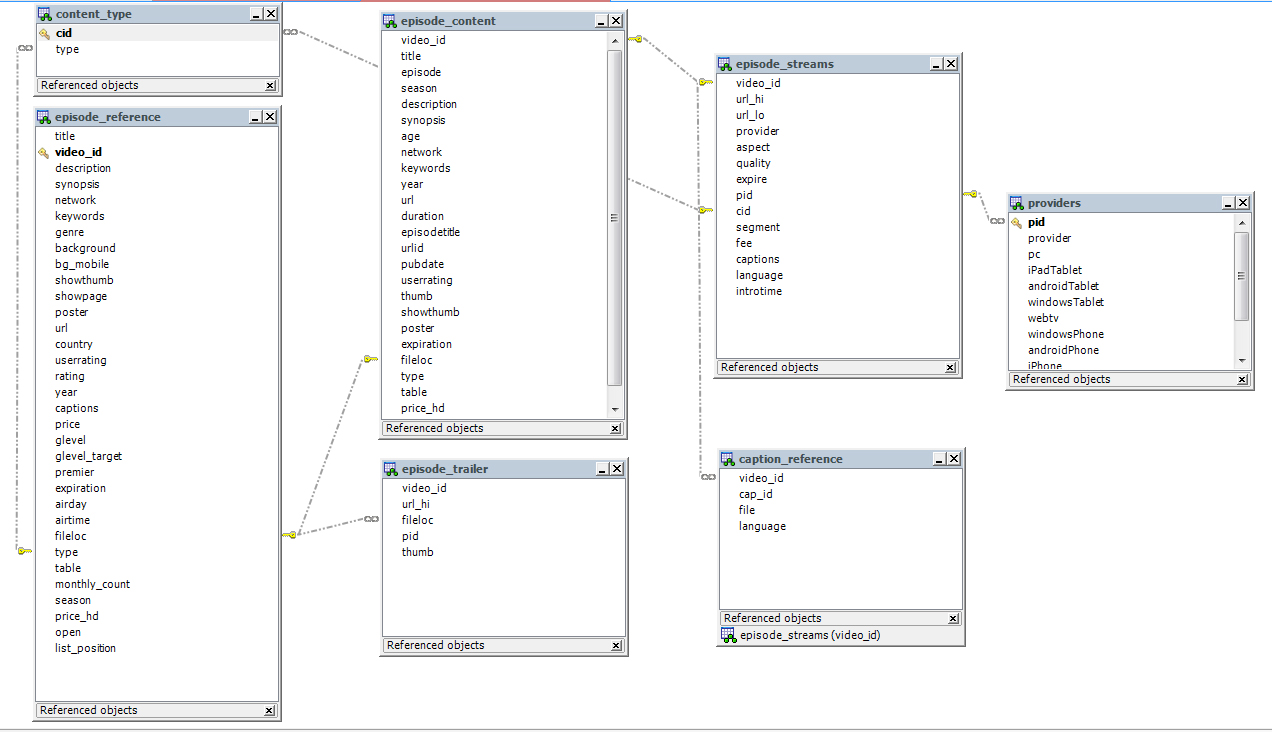 content_type
cid
type
Referenced objects
episode_reference
title
video_id
description
synopsis
network
keywords
genre
background
bg_mobile
showthumb
showpage
poster
url
country
userrating
rating
year
captions
price
glevel
glevel_target
premier
expiration
airday
airtime
fileloc
type
table
monthly_count
season
price_hd
open
list_position
Referenced objects
episode_content
video_id
title
episode
season
description
synopsis
age
network
keywords
year
url
duration
episodetitle
urlid
pubdate
userrating
thumb
showthumb
poster
expiration
fileloc
type
table
price_hd
Referenced objects
episode_trailer
video_id
url_hi
fileloc
pid
thumb
Referenced objects
episode_streams
video_id
url_hi
url_lo
provider
aspect
quality
expire
pid
cid
segment
fee
captions
language
introtime
Referenced objects
caption_reference
video_id
cap_id
file
language
Referenced objects
episode_streams (video_id)
providers
pid
provider
pc
iPadTablet
androidTablet
windowsTablet
webtv
windowsPhone
androidPhone
iPhone
Referenced objects